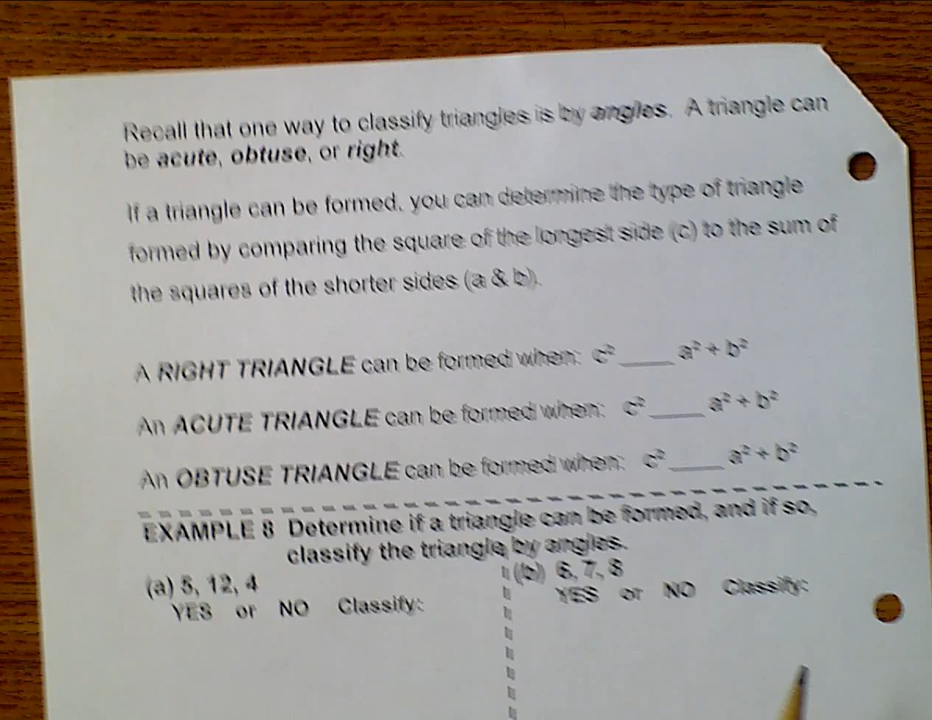 Recall that one way to classify triangles is by angles. A triangle can
be acute, obtuse, or right.
If a triangle can be formed, you can determine the type of triangle
formed by comparing the square of the longest side (c) to the sum of
the squares of the shorter sides (a & b).
A RIGHT TRIANGLE can be formed when: c² ____ a² + b²
An ACUTE TRIANGLE can be formed when: c² ____ a² + b²
An OBTUSE TRIANGLE can be formed when: c² ____ a² + b²
EXAMPLE 8 Determine if a triangle can be formed, and if so,
classify the triangle by angles.
(a) 5, 12, 4
YES or NO Classify:
(b) 6, 7, 8
YES or NO Classify: